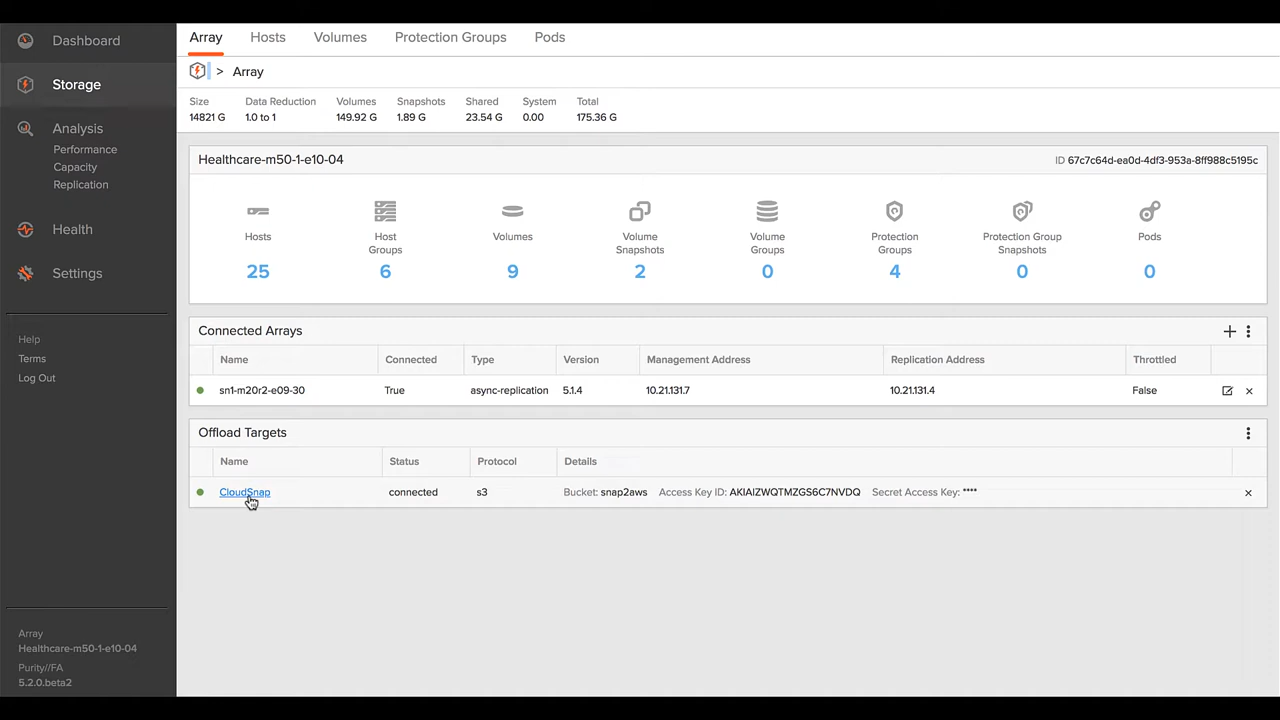 Dashboard
Storage
Analysis
Performance
Capacity
Replication
Health
Settings
Help
Terms
Log Out
Array
Healthcare-m50-1-e10-04
Purity//FA
5.2.0.beta2
Array Hosts Volumes Protection Groups Pods
> Array
Size Data Reduction Volumes Snapshots Shared System Total
14821 G 1.0 to 1 149.92 G 1.89 G 23.54 G 0.00 175.36 G
Healthcare-m50-1-e10-04 ID 67c7c64d-ea0d-4df3-953a-8ff988c5195c
Hosts Host Groups Volumes Volume Snapshots Volume Groups Protection Groups Protection Group Snapshots Pods
25 6 9 2 0 4 0 0
Connected Arrays
Name Connected Type Version Management Address Replication Address Throttled
sn1-m20r2-e09-30 True async-replication 5.1.4 10.21.131.7 10.21.131.4 False
Offload Targets
Name Status Protocol Details
CloudSnap connected s3 Bucket: snap2aws Access Key ID: AKIAIZWQTMZGS6C7NVDQ Secret Access Key: ****